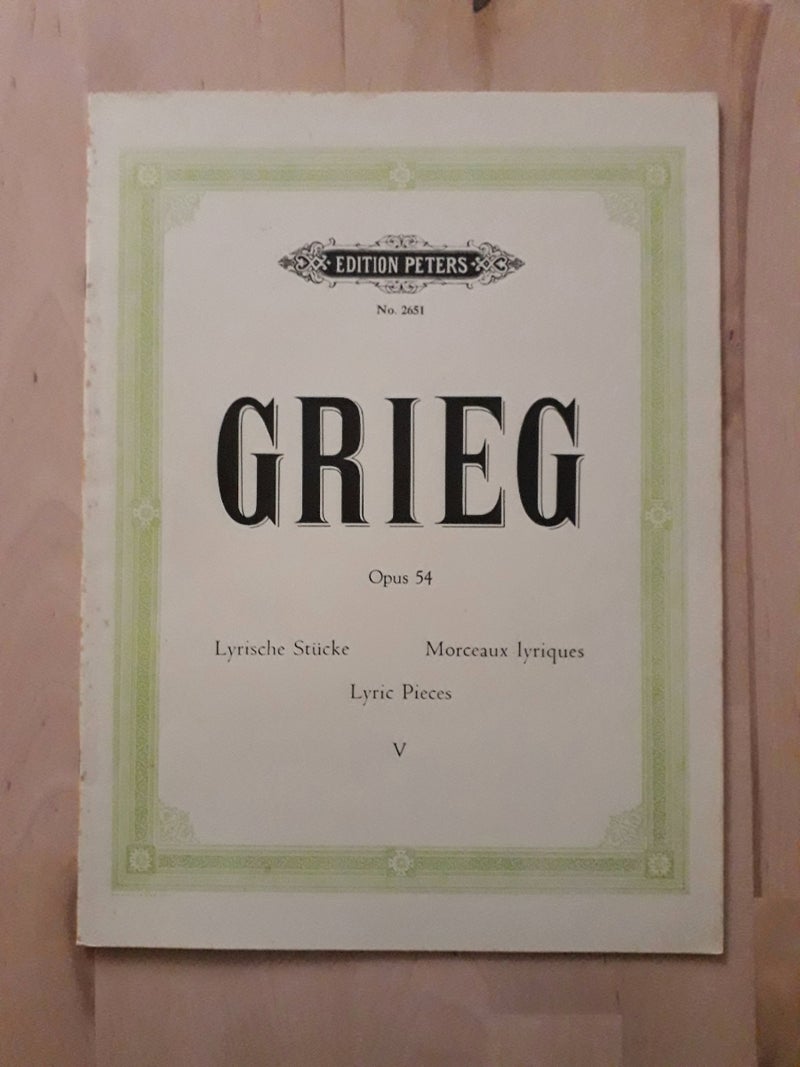 EDITION PETERS
No. 2651
GRIEG
Opus 54
Lyrische Stücke Morceaux lyriques
Lyric Pieces
V